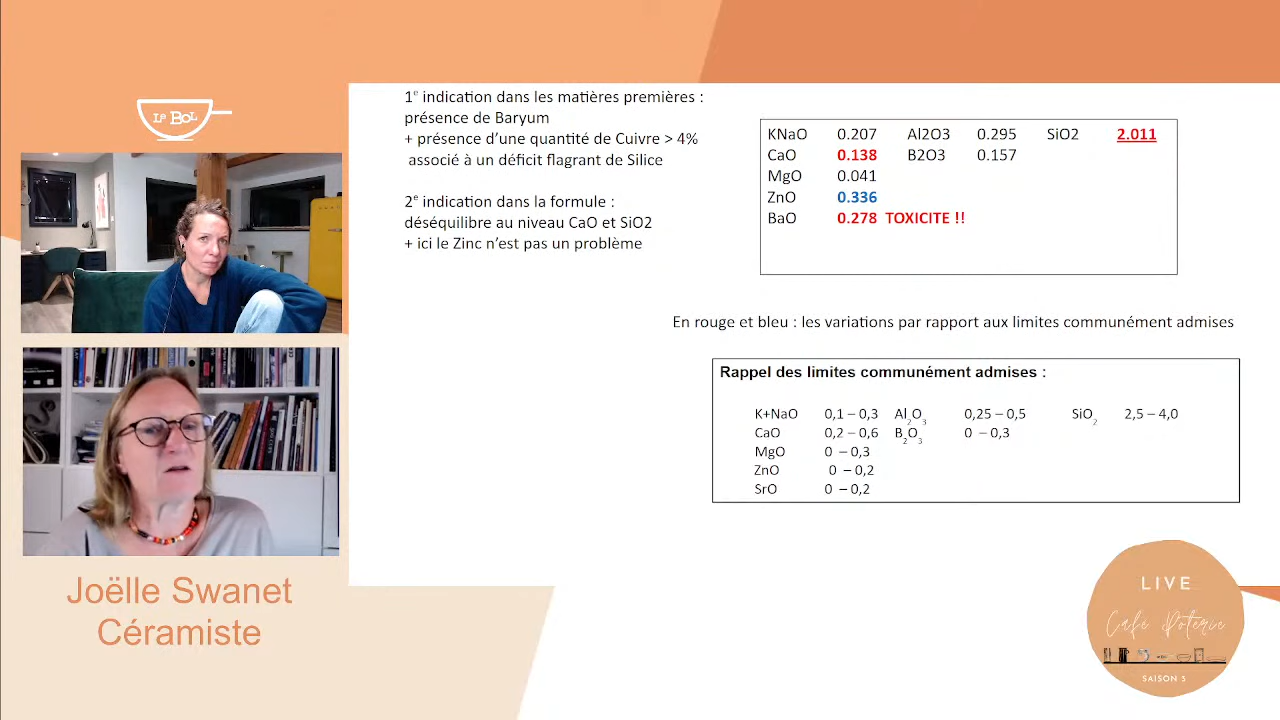 Le BOL
Joëlle Swanet
Céramiste
1e indication dans les matières premières :
présence de Baryum
+ présence d'une quantité de Cuivre > 4%
associé à un déficit flagrant de Silice
2e indication dans la formule :
déséquilibre au niveau CaO et SiO2
+ ici le Zinc n'est pas un problème
KNaO 0.207 Al2O3 0.295 SiO2 2.011
CaO 0.138 B2O3 0.157
MgO 0.041
ZnO 0.336
BaO 0.278 TOXICITE !!
En rouge et bleu : les variations par rapport aux limites communément admises
Rappel des limites communément admises :
K+NaO 0,1 – 0,3 Al2O3 0,25 – 0,5 SiO2 2,5 – 4,0
CaO 0,2 – 0,6 B2O3 0 – 0,3
MgO 0 – 0,3
ZnO 0 – 0,2
SrO 0 – 0,2
LIVE
Café Poterie
SAISON 5